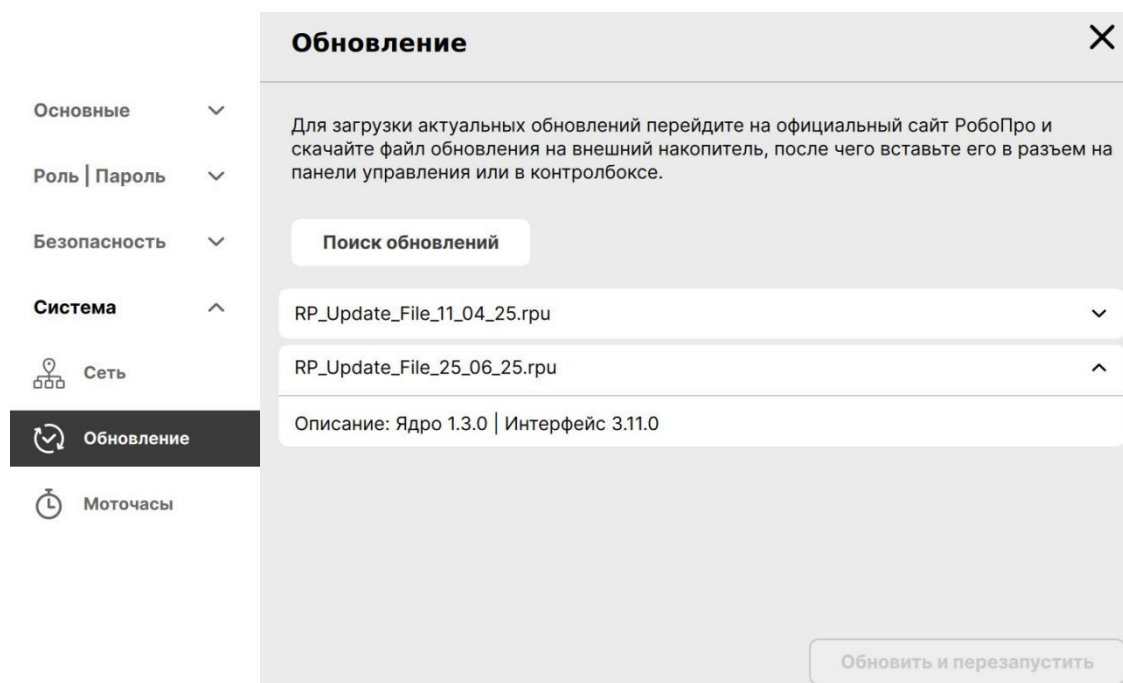 Обновление
Основные
Роль | Пароль
Безопасность
Система
Сеть
Обновление
Моточасы
Для загрузки актуальных обновлений перейдите на официальный сайт РобоПро и
скачайте файл обновления на внешний накопитель, после чего вставьте его в разъем на
панели управления или в контролбоксе.
Поиск обновлений
RP_Update_File_11_04_25.rpu
RP_Update_File_25_06_25.rpu
Описание: Ядро 1.3.0 | Интерфейс 3.11.0
Обновить и перезапустить